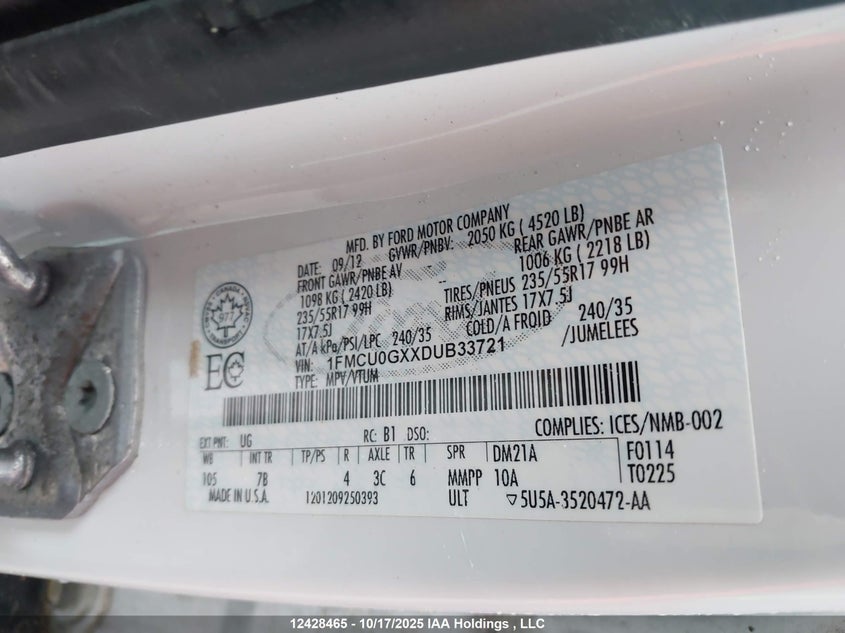 MFD. BY FORD MOTOR COMPANY
DATE: 09/12 GVWR/PNBV: 2050 KG ( 4520 LB)
FRONT GAWR/PNBE AV REAR GAWR/PNBE AR
1098 KG ( 2420 LB) 1006 KG ( 2218 LB)
235/55R17 99H TIRES/PNEUS 235/55R17 99H
17X7.5J RIMS/JANTES 17X7.5J
AT/A kPa/PSI/LPC 240/35 COLD/A FROID 240/35
VIN: 1FMCU0GXXDUB33721 /JUMELEES
TYPE: MPV/VTUM
CANADA
TRANSPORT
977
EC
COMPLIES: ICES/NMB-002
EXT PNT: UG RC: B1 DSO:
WB INT TR TP/PS R AXLE TR SPR DM21A F0114
105 7B 4 3C 6 MMPP 10A T0225
MADE IN U.S.A. 1201209250393 ULT ▽5U5A-3520472-AA
12428465 - 10/17/2025 IAA Holdings , LLC